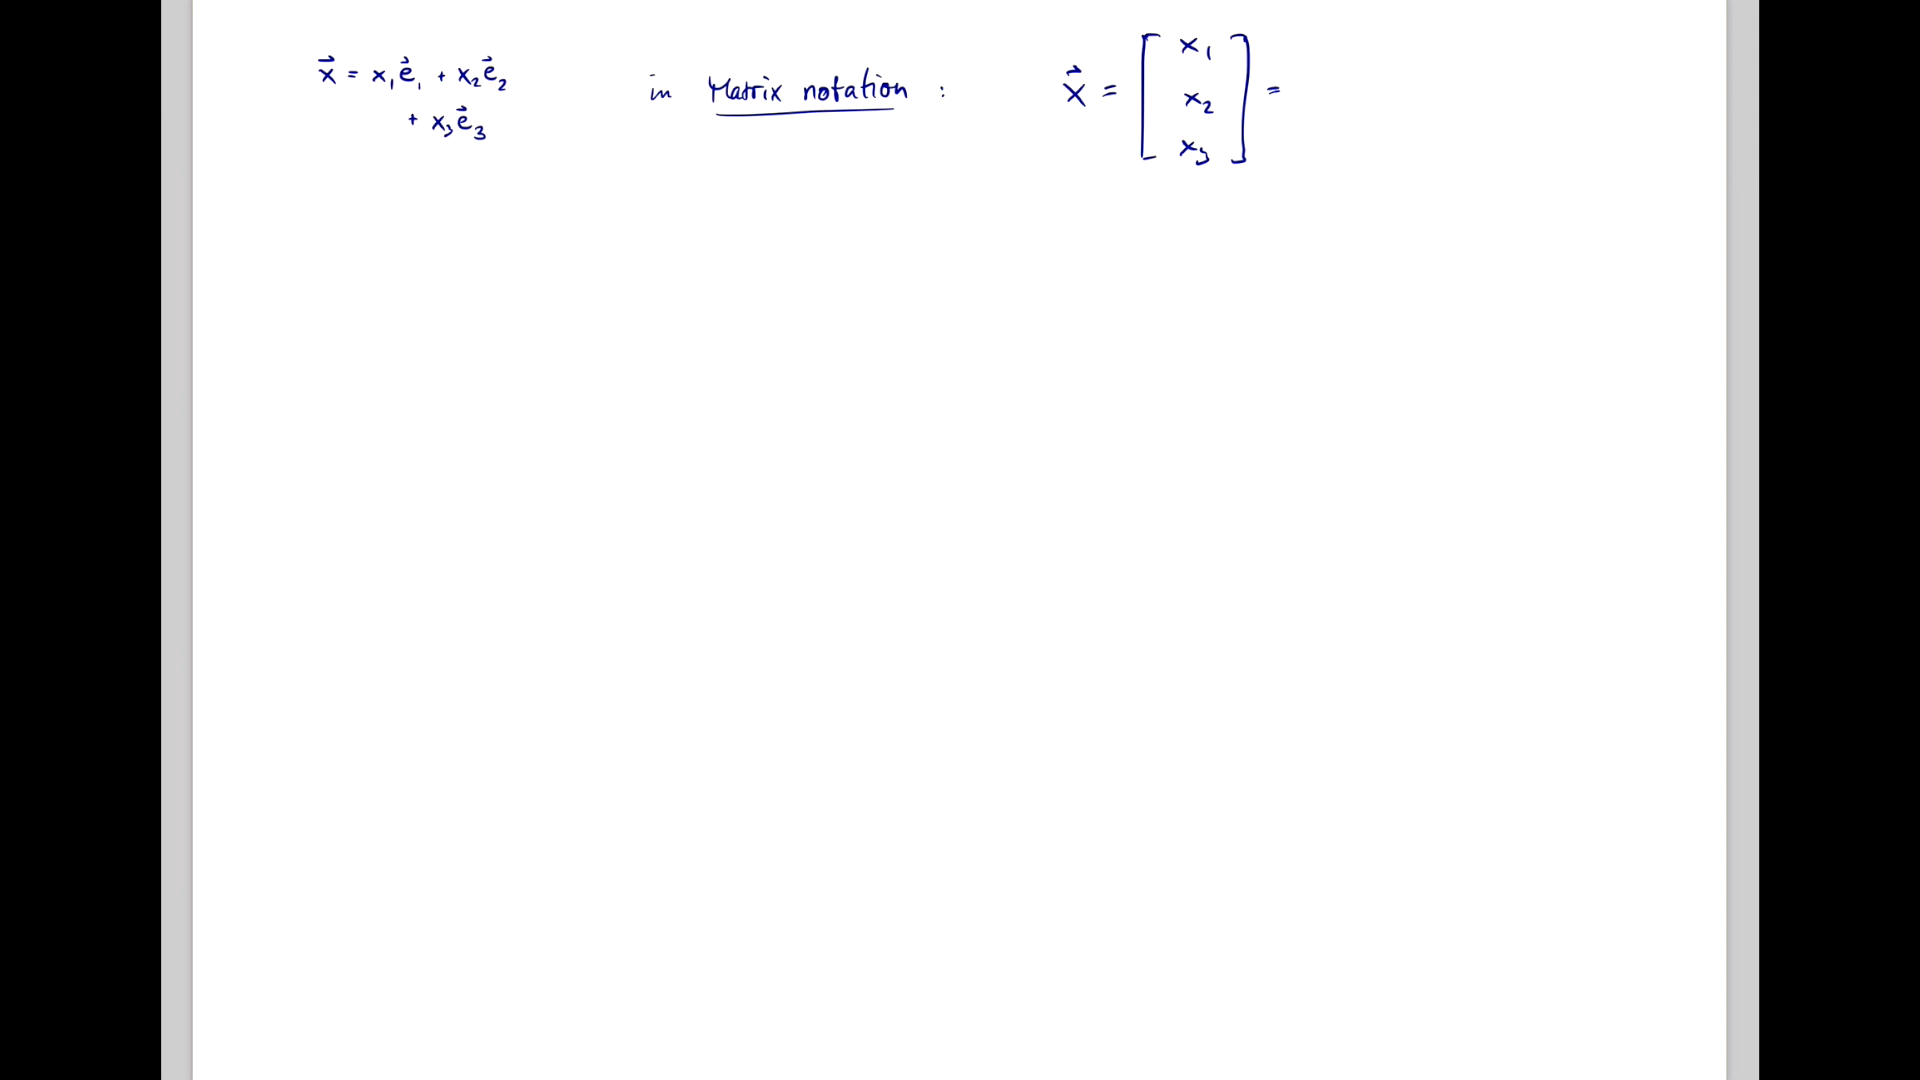 x⃗ = x₁e⃗₁ + x₂e⃗₂
+ x₃e⃗₃
in Matrix notation :
x⃗ = [ x₁
x₂
x₃ ] =